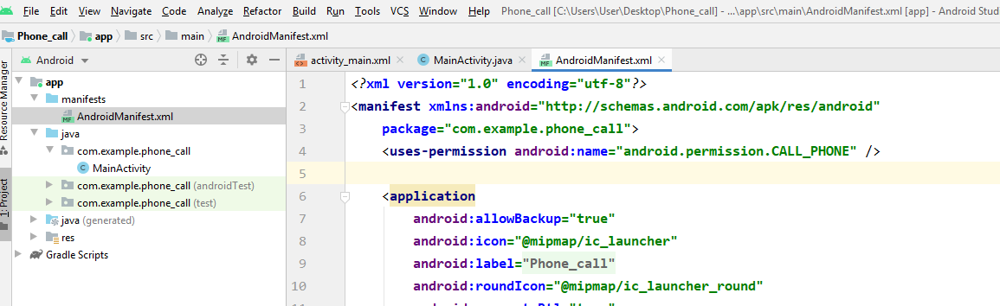 File Edit View Navigate Code Analyze Refactor Build Run Tools VCS Window Help Phone_call [C:\Users\User\Desktop\Phone_call] - ...\app\src\main\AndroidManifest.xml [app] - Android Stud
Phone_call app src main AndroidManifest.xml
Resource Manager
1: Project
Android
app
manifests
AndroidManifest.xml
java
com.example.phone_call
MainActivity
com.example.phone_call (androidTest)
com.example.phone_call (test)
java (generated)
res
Gradle Scripts
activity_main.xml MainActivity.java AndroidManifest.xml
1 <?xml version="1.0" encoding="utf-8"?>
2 <manifest xmlns:android="http://schemas.android.com/apk/res/android"
3 package="com.example.phone_call">
4 <uses-permission android:name="android.permission.CALL_PHONE" />
5
6 <application
7 android:allowBackup="true"
8 android:icon="@mipmap/ic_launcher"
9 android:label="Phone_call"
10 android:roundIcon="@mipmap/ic_launcher_round"